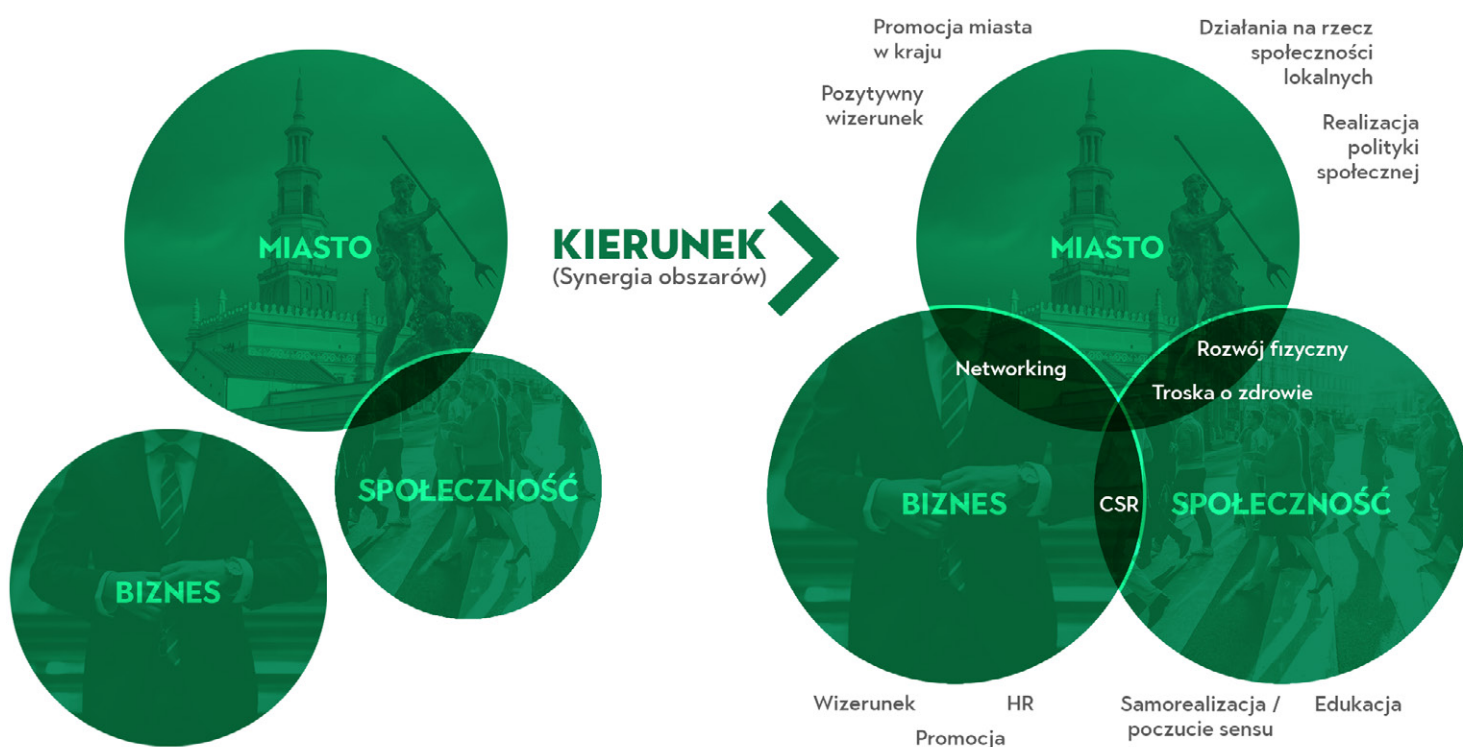 MIASTO
SPOŁECZNOŚĆ
BIZNES
KIERUNEK
(Synergia obszarów)
Promocja miasta
w kraju
Pozytywny
wizerunek
Działania na rzecz
społeczności
lokalnych
Realizacja
polityki
społecznej
MIASTO
Networking
Rozwój fizyczny
Troska o zdrowie
BIZNES
CSR
SPOŁECZNOŚĆ
Wizerunek
HR
Promocja
Samorealizacja /
poczucie sensu
Edukacja